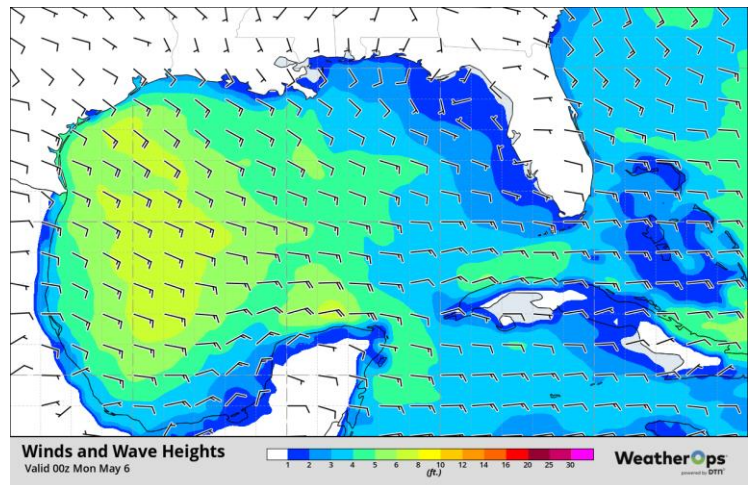 Winds and Wave Heights
Valid 00z Mon May 6
1 2 3 4 5 6 8 10 12 14 16 20 25 30
(ft.)
WeatherOps
powered by DTN